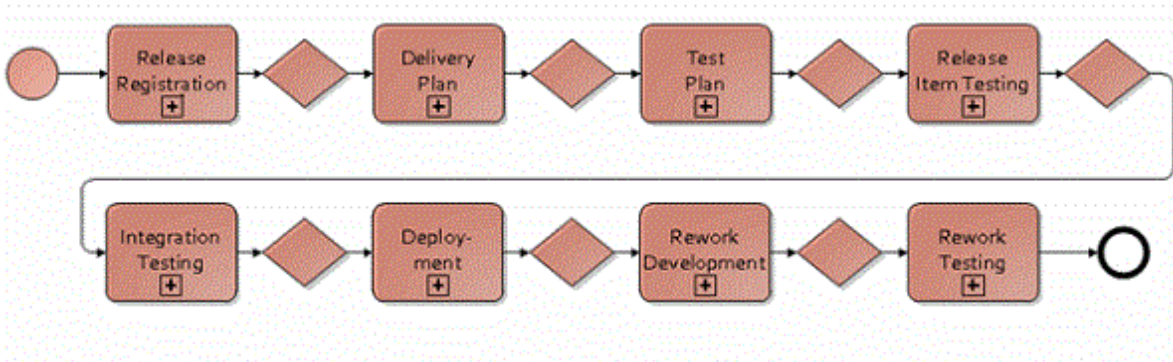 Release
Registration
Delivery
Plan
Test
Plan
Release
Item Testing
Integration
Testing
Deploy-
ment
Rework
Development
Rework
Testing